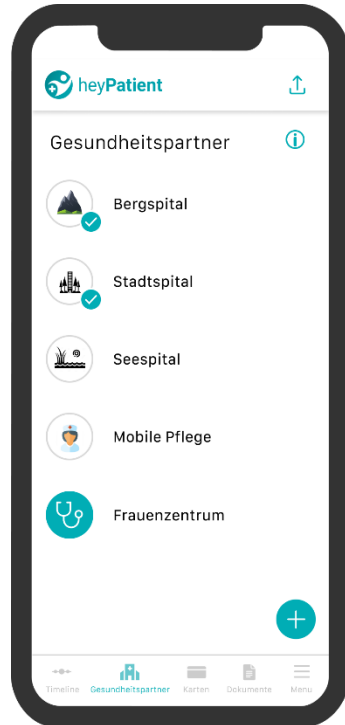 heyPatient
Gesundheitspartner
Bergspital
Stadtspital
Seespital
Mobile Pflege
Frauenzentrum
Timeline Gesundheitspartner Karten Dokumente Menu